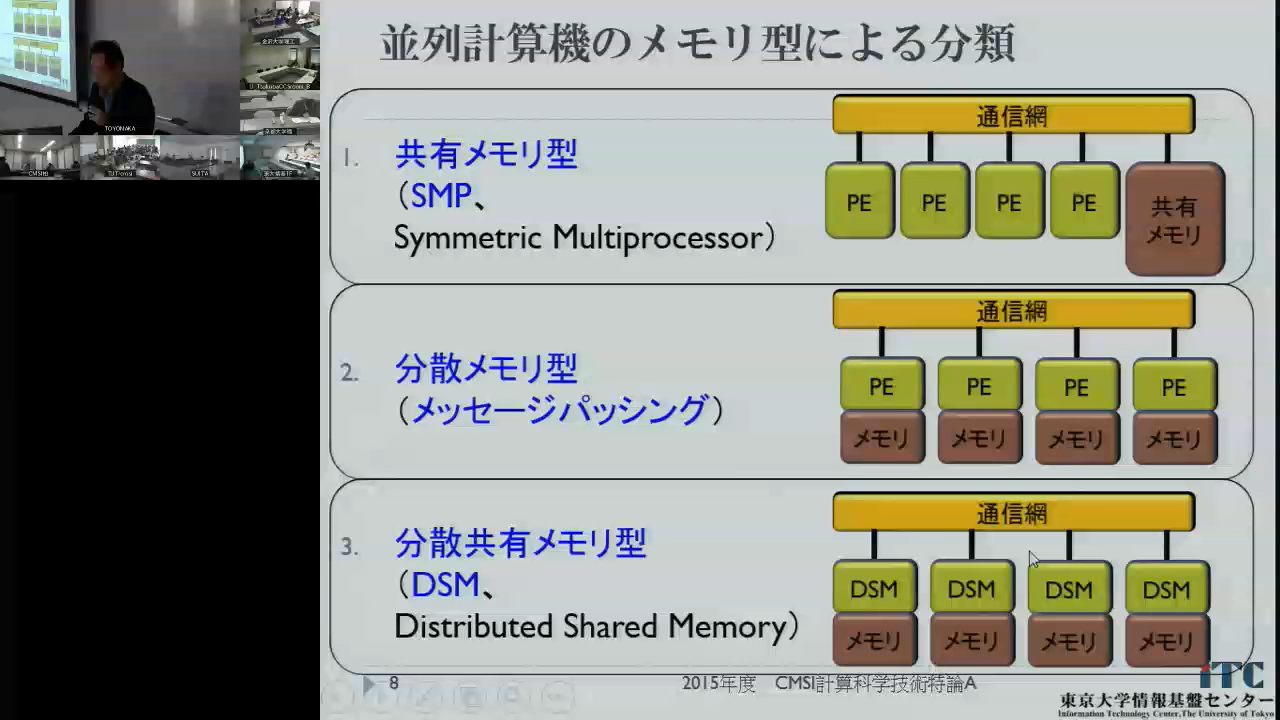 並列計算機のメモリ型による分類
1. 共有メモリ型
（SMP、
Symmetric Multiprocessor）
通信網
PE PE PE PE 共有
メモリ
2. 分散メモリ型
（メッセージパッシング）
通信網
PE PE PE PE
メモリ メモリ メモリ メモリ
3. 分散共有メモリ型
（DSM、
Distributed Shared Memory）
通信網
DSM DSM DSM DSM
メモリ メモリ メモリ メモリ
8
2015年度 CMSI計算科学技術特論A
iTC
東京大学情報基盤センター
Information Technology Center, The University of Tokyo
TOYONAKA
SUITA